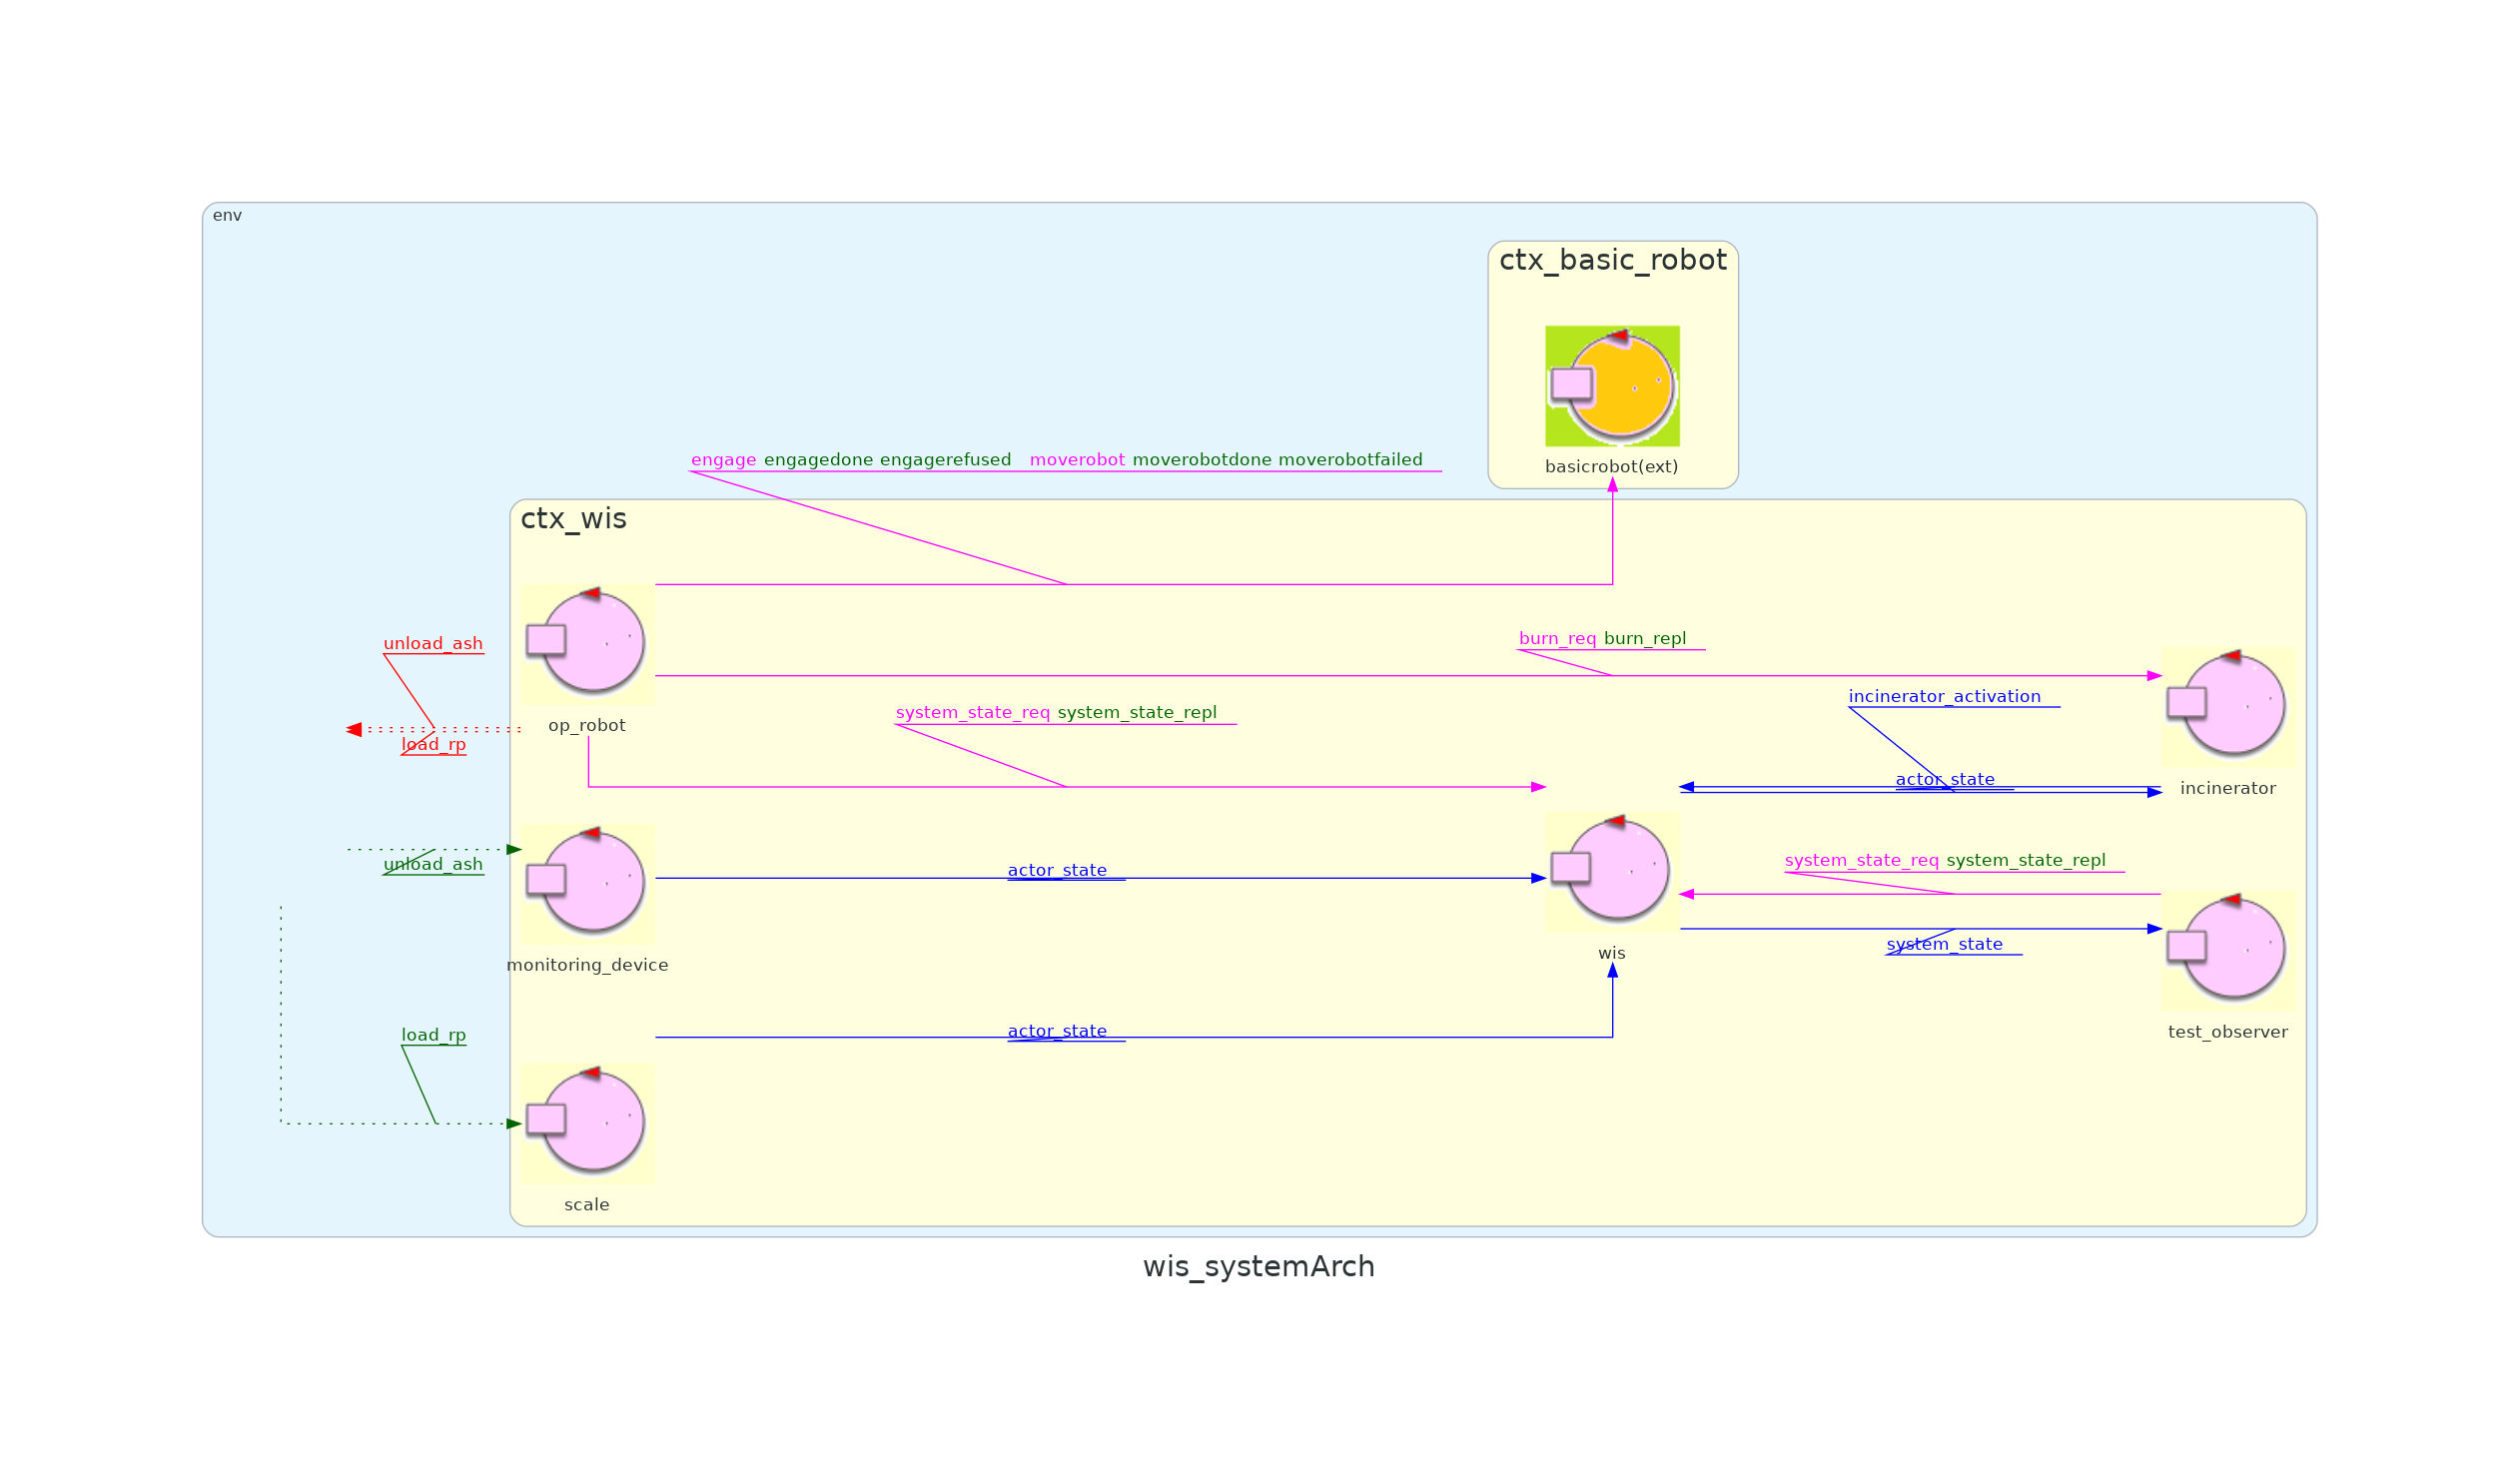 env
ctx_basic_robot
basicrobot(ext)
engage engagedone engagerefused moverobot moverobotdone moverobotfailed
ctx_wis
unload_ash
load_rp
op_robot
burn_req burn_repl
system_state_req system_state_repl
incinerator_activation
actor_state
incinerator
unload_ash
actor_state
monitoring_device
wis
system_state_req system_state_repl
system_state
test_observer
load_rp
actor_state
scale
wis_systemArch